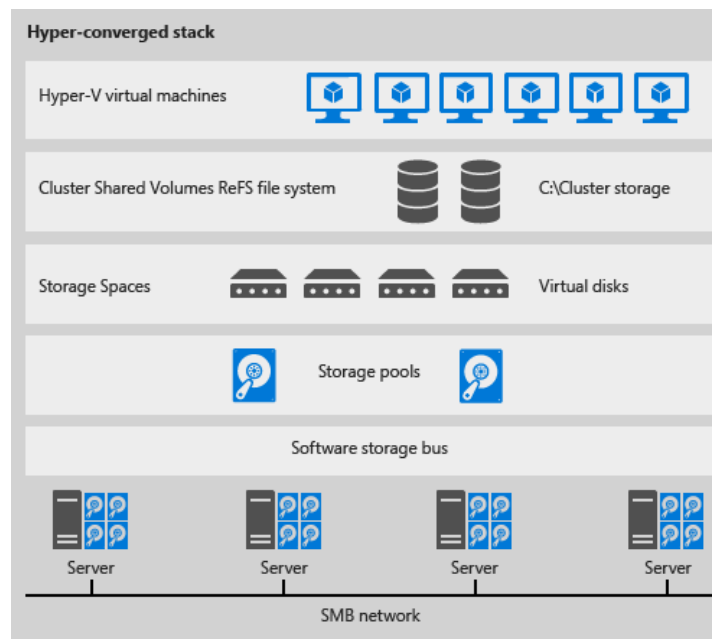 Hyper-converged stack
Hyper-V virtual machines
Cluster Shared Volumes ReFS file system
C:\Cluster storage
Storage Spaces
Virtual disks
Storage pools
Software storage bus
Server
Server
Server
Server
SMB network